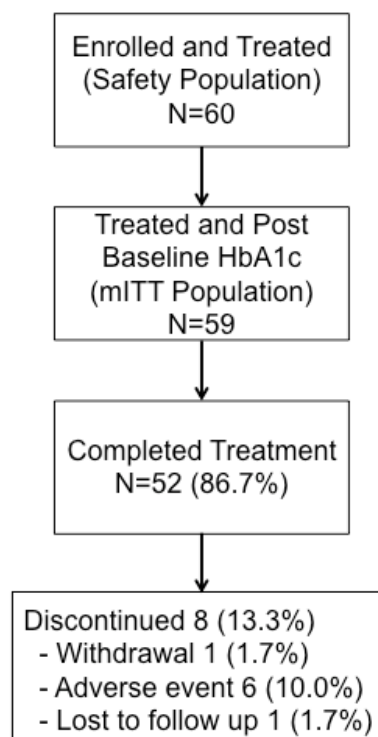 Enrolled and Treated
(Safety Population)
N=60
Treated and Post
Baseline HbA1c
(mITT Population)
N=59
Completed Treatment
N=52 (86.7%)
Discontinued 8 (13.3%)
- Withdrawal 1 (1.7%)
- Adverse event 6 (10.0%)
- Lost to follow up 1 (1.7%)